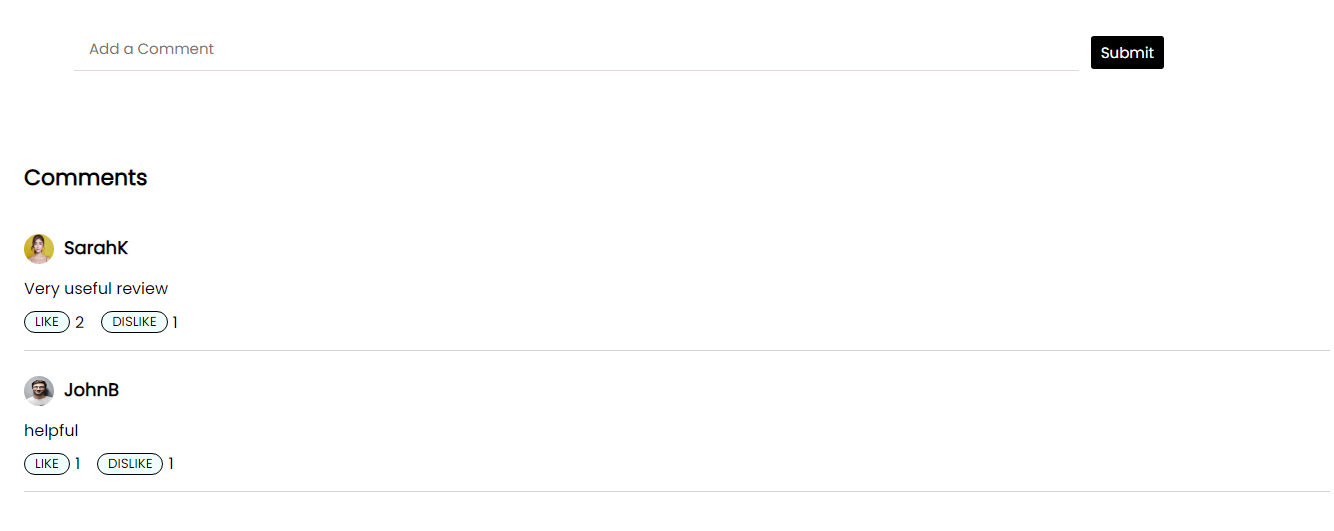 Add a Comment
Submit
Comments
SarahK
Very useful review
LIKE 2 DISLIKE 1
JohnB
helpful
LIKE 1 DISLIKE 1